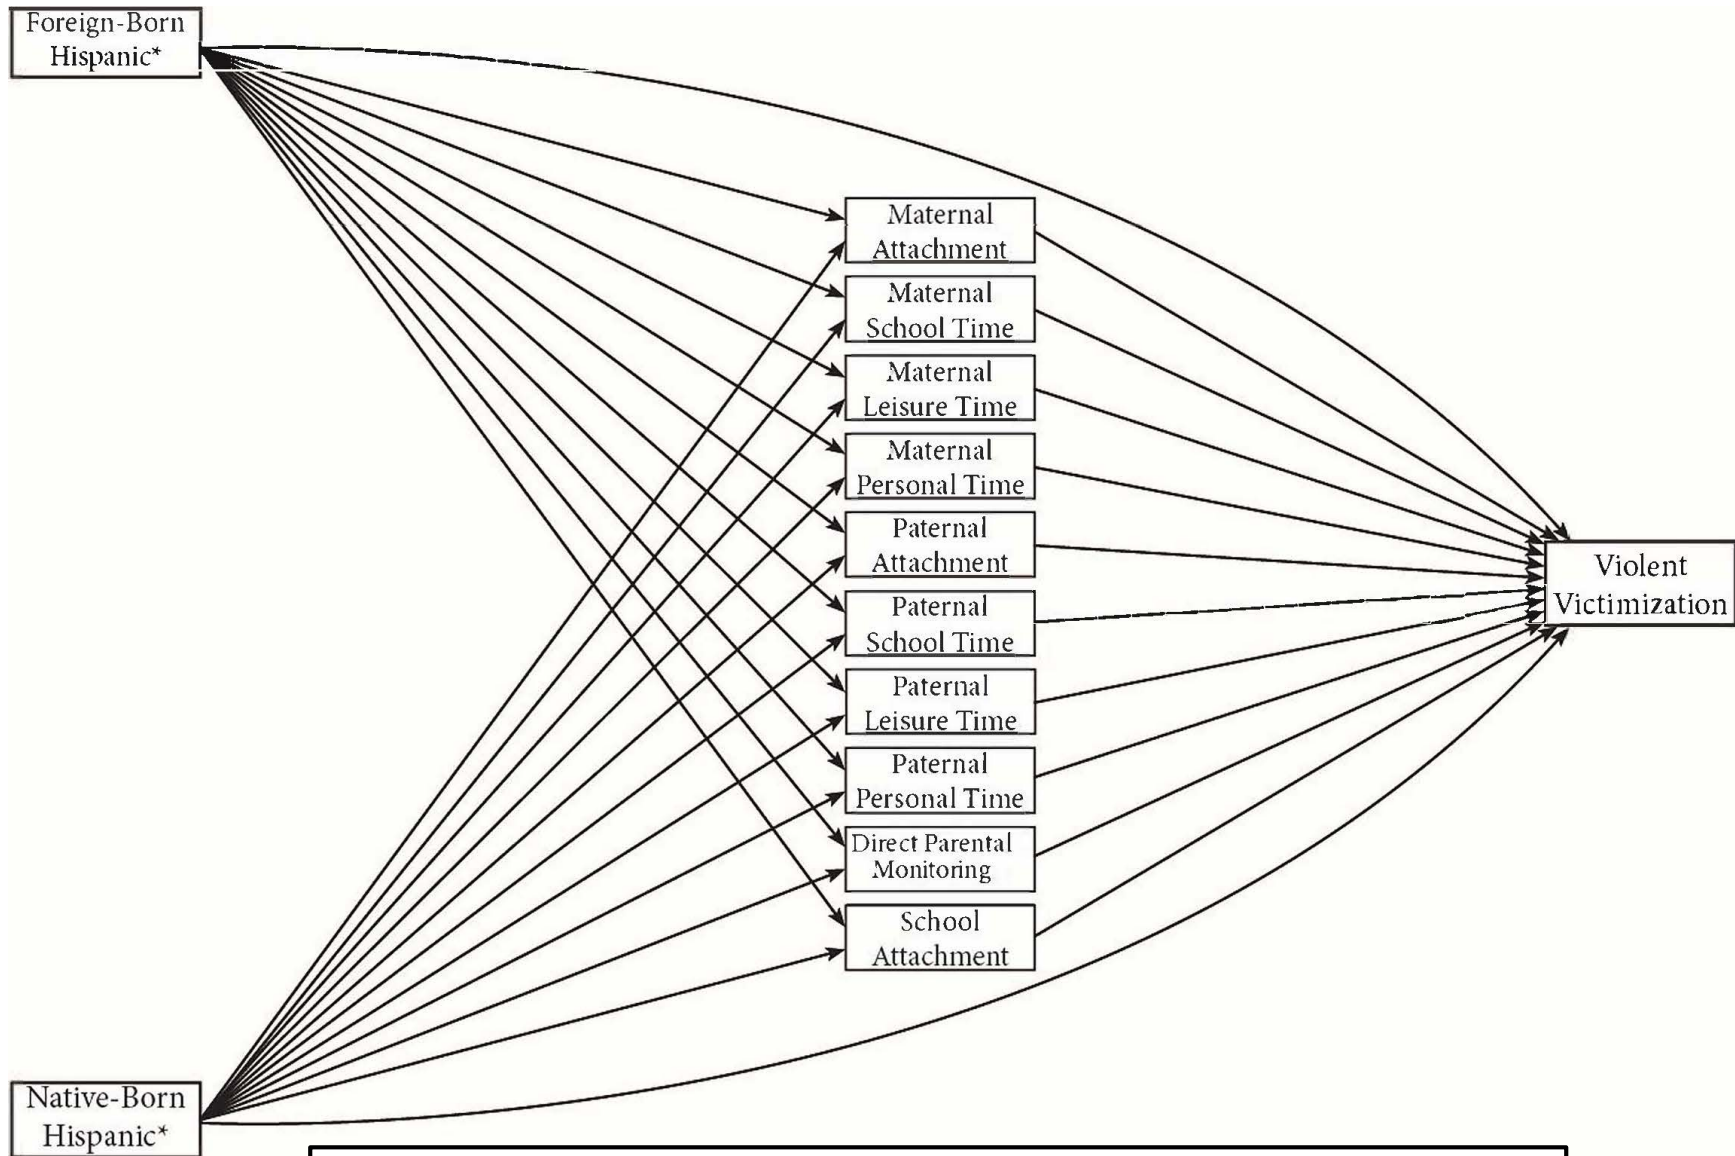 Foreign-Born
Hispanic*
Maternal
Attachment
Maternal
School Time
Maternal
Leisure Time
Maternal
Personal Time
Paternal
Attachment
Paternal
School Time
Paternal
Leisure Time
Paternal
Personal Time
Direct Parental
Monitoring
School
Attachment
Violent
Victimization
Native-Born
Hispanic*